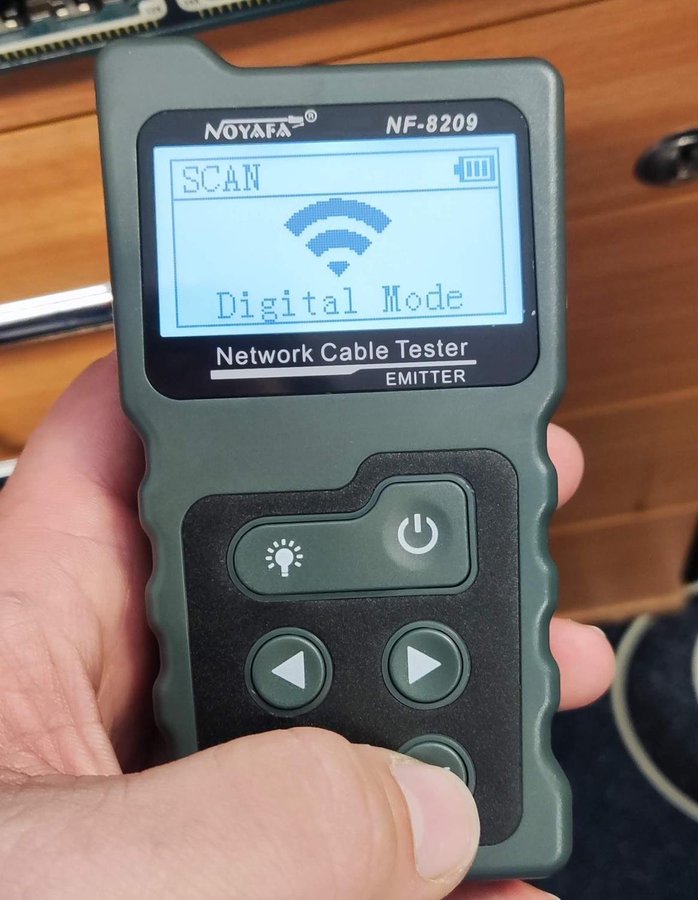 NOYAFA® NF-8209
SCAN
Digital Mode
Network Cable Tester
EMITTER